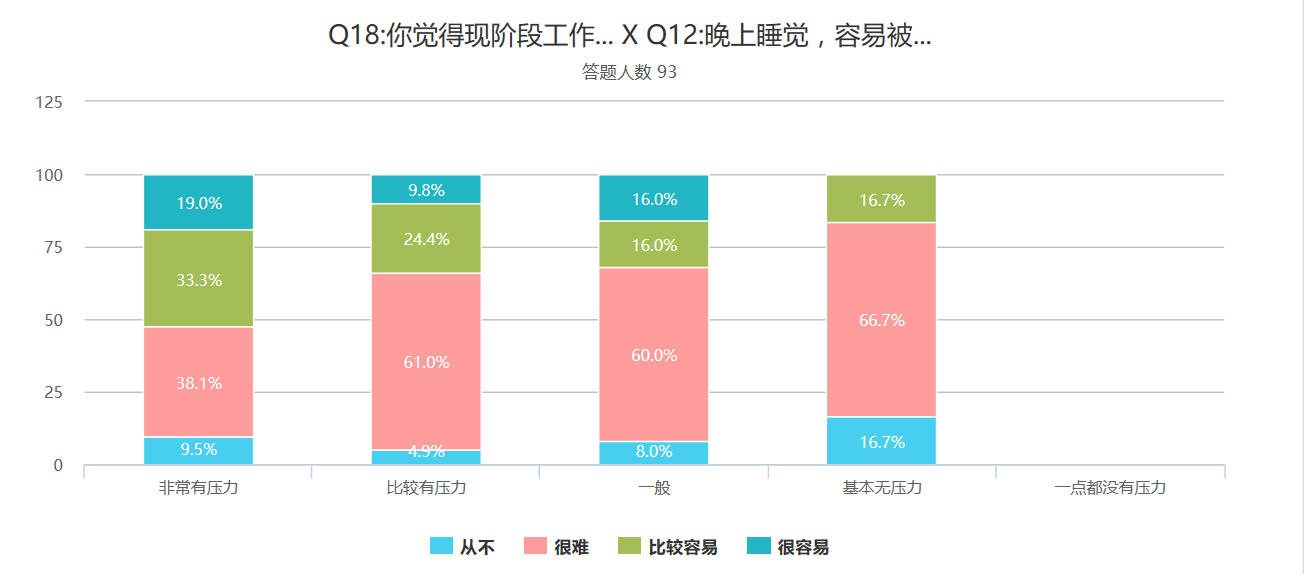 Q18:你觉得现阶段工作... X Q12:晚上睡觉，容易被...
答题人数 93
125
100
75
50
25
0
19.0%
33.3%
38.1%
9.5%
9.8%
24.4%
61.0%
4.9%
16.0%
16.0%
60.0%
8.0%
16.7%
66.7%
16.7%
非常有压力
比较有压力
一般
基本无压力
一点都没有压力
从不 很难 比较容易 很容易